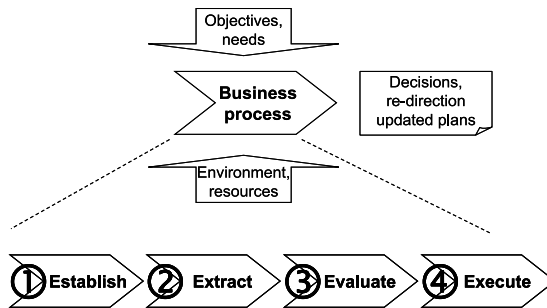 Objectives,
needs
Business
process
Decisions,
re-direction
updated plans
Environment,
resources
1 Establish
2 Extract
3 Evaluate
4 Execute